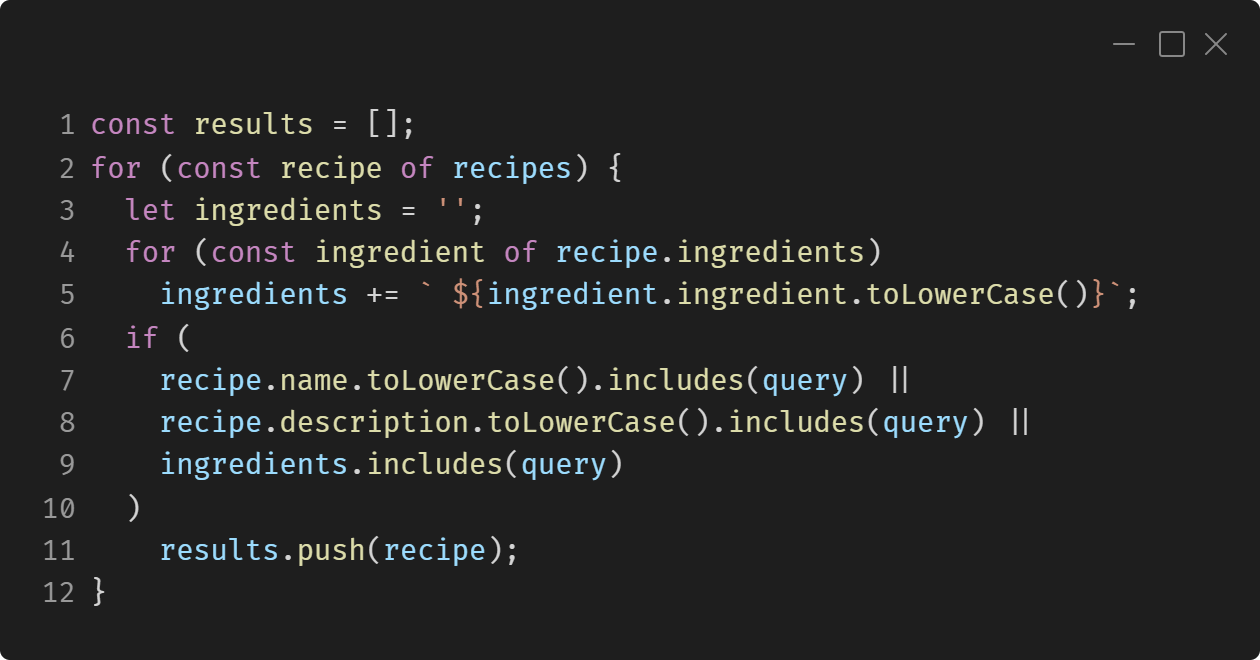 1 const results = [];
2 for (const recipe of recipes) {
3   let ingredients = '';
4   for (const ingredient of recipe.ingredients)
5     ingredients += ` ${ingredient.ingredient.toLowerCase()}`;
6   if (
7     recipe.name.toLowerCase().includes(query) ||
8     recipe.description.toLowerCase().includes(query) ||
9     ingredients.includes(query)
10   )
11     results.push(recipe);
12 }